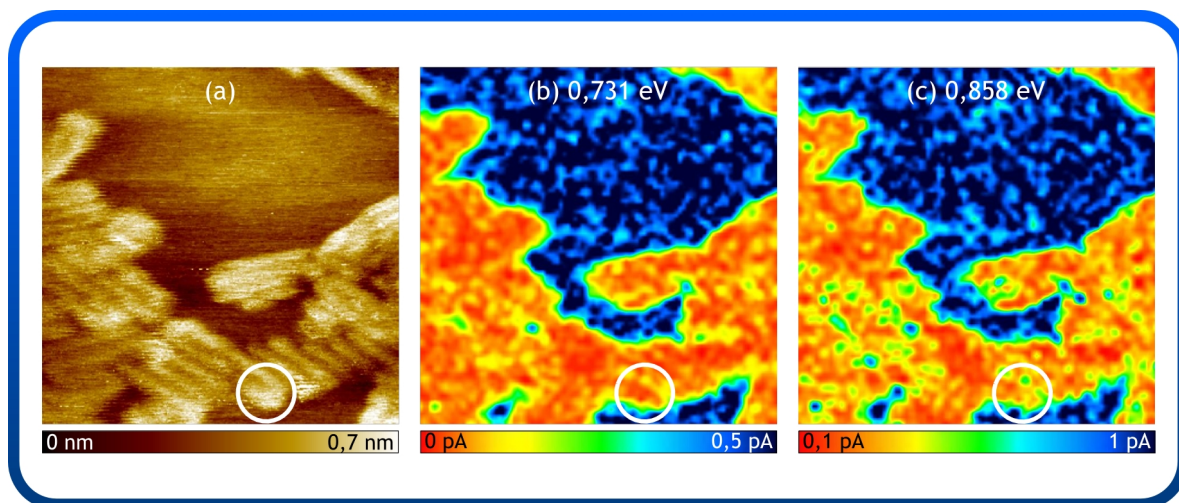 (a)
(b) 0,731 eV
(c) 0,858 eV
0 nm 0,7 nm
0 pA 0,5 pA
0,1 pA 1 pA